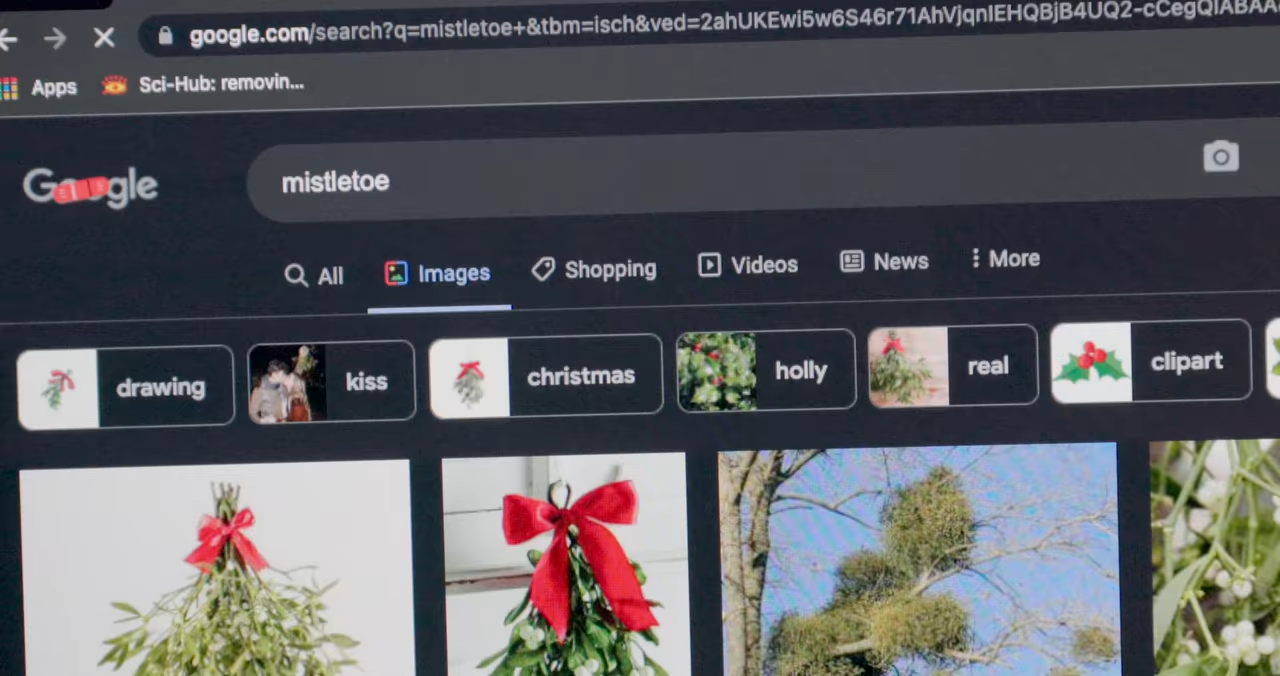 google.com/search?q=mistletoe+&tbm=isch&ved=2ahUKEwi5w6S46r71AhVjqnIEHQBjB4UQ2-cCegQIABAA
Apps Sci-Hub: removin...
Google mistletoe
All Images Shopping Videos News More
drawing kiss christmas holly real clipart